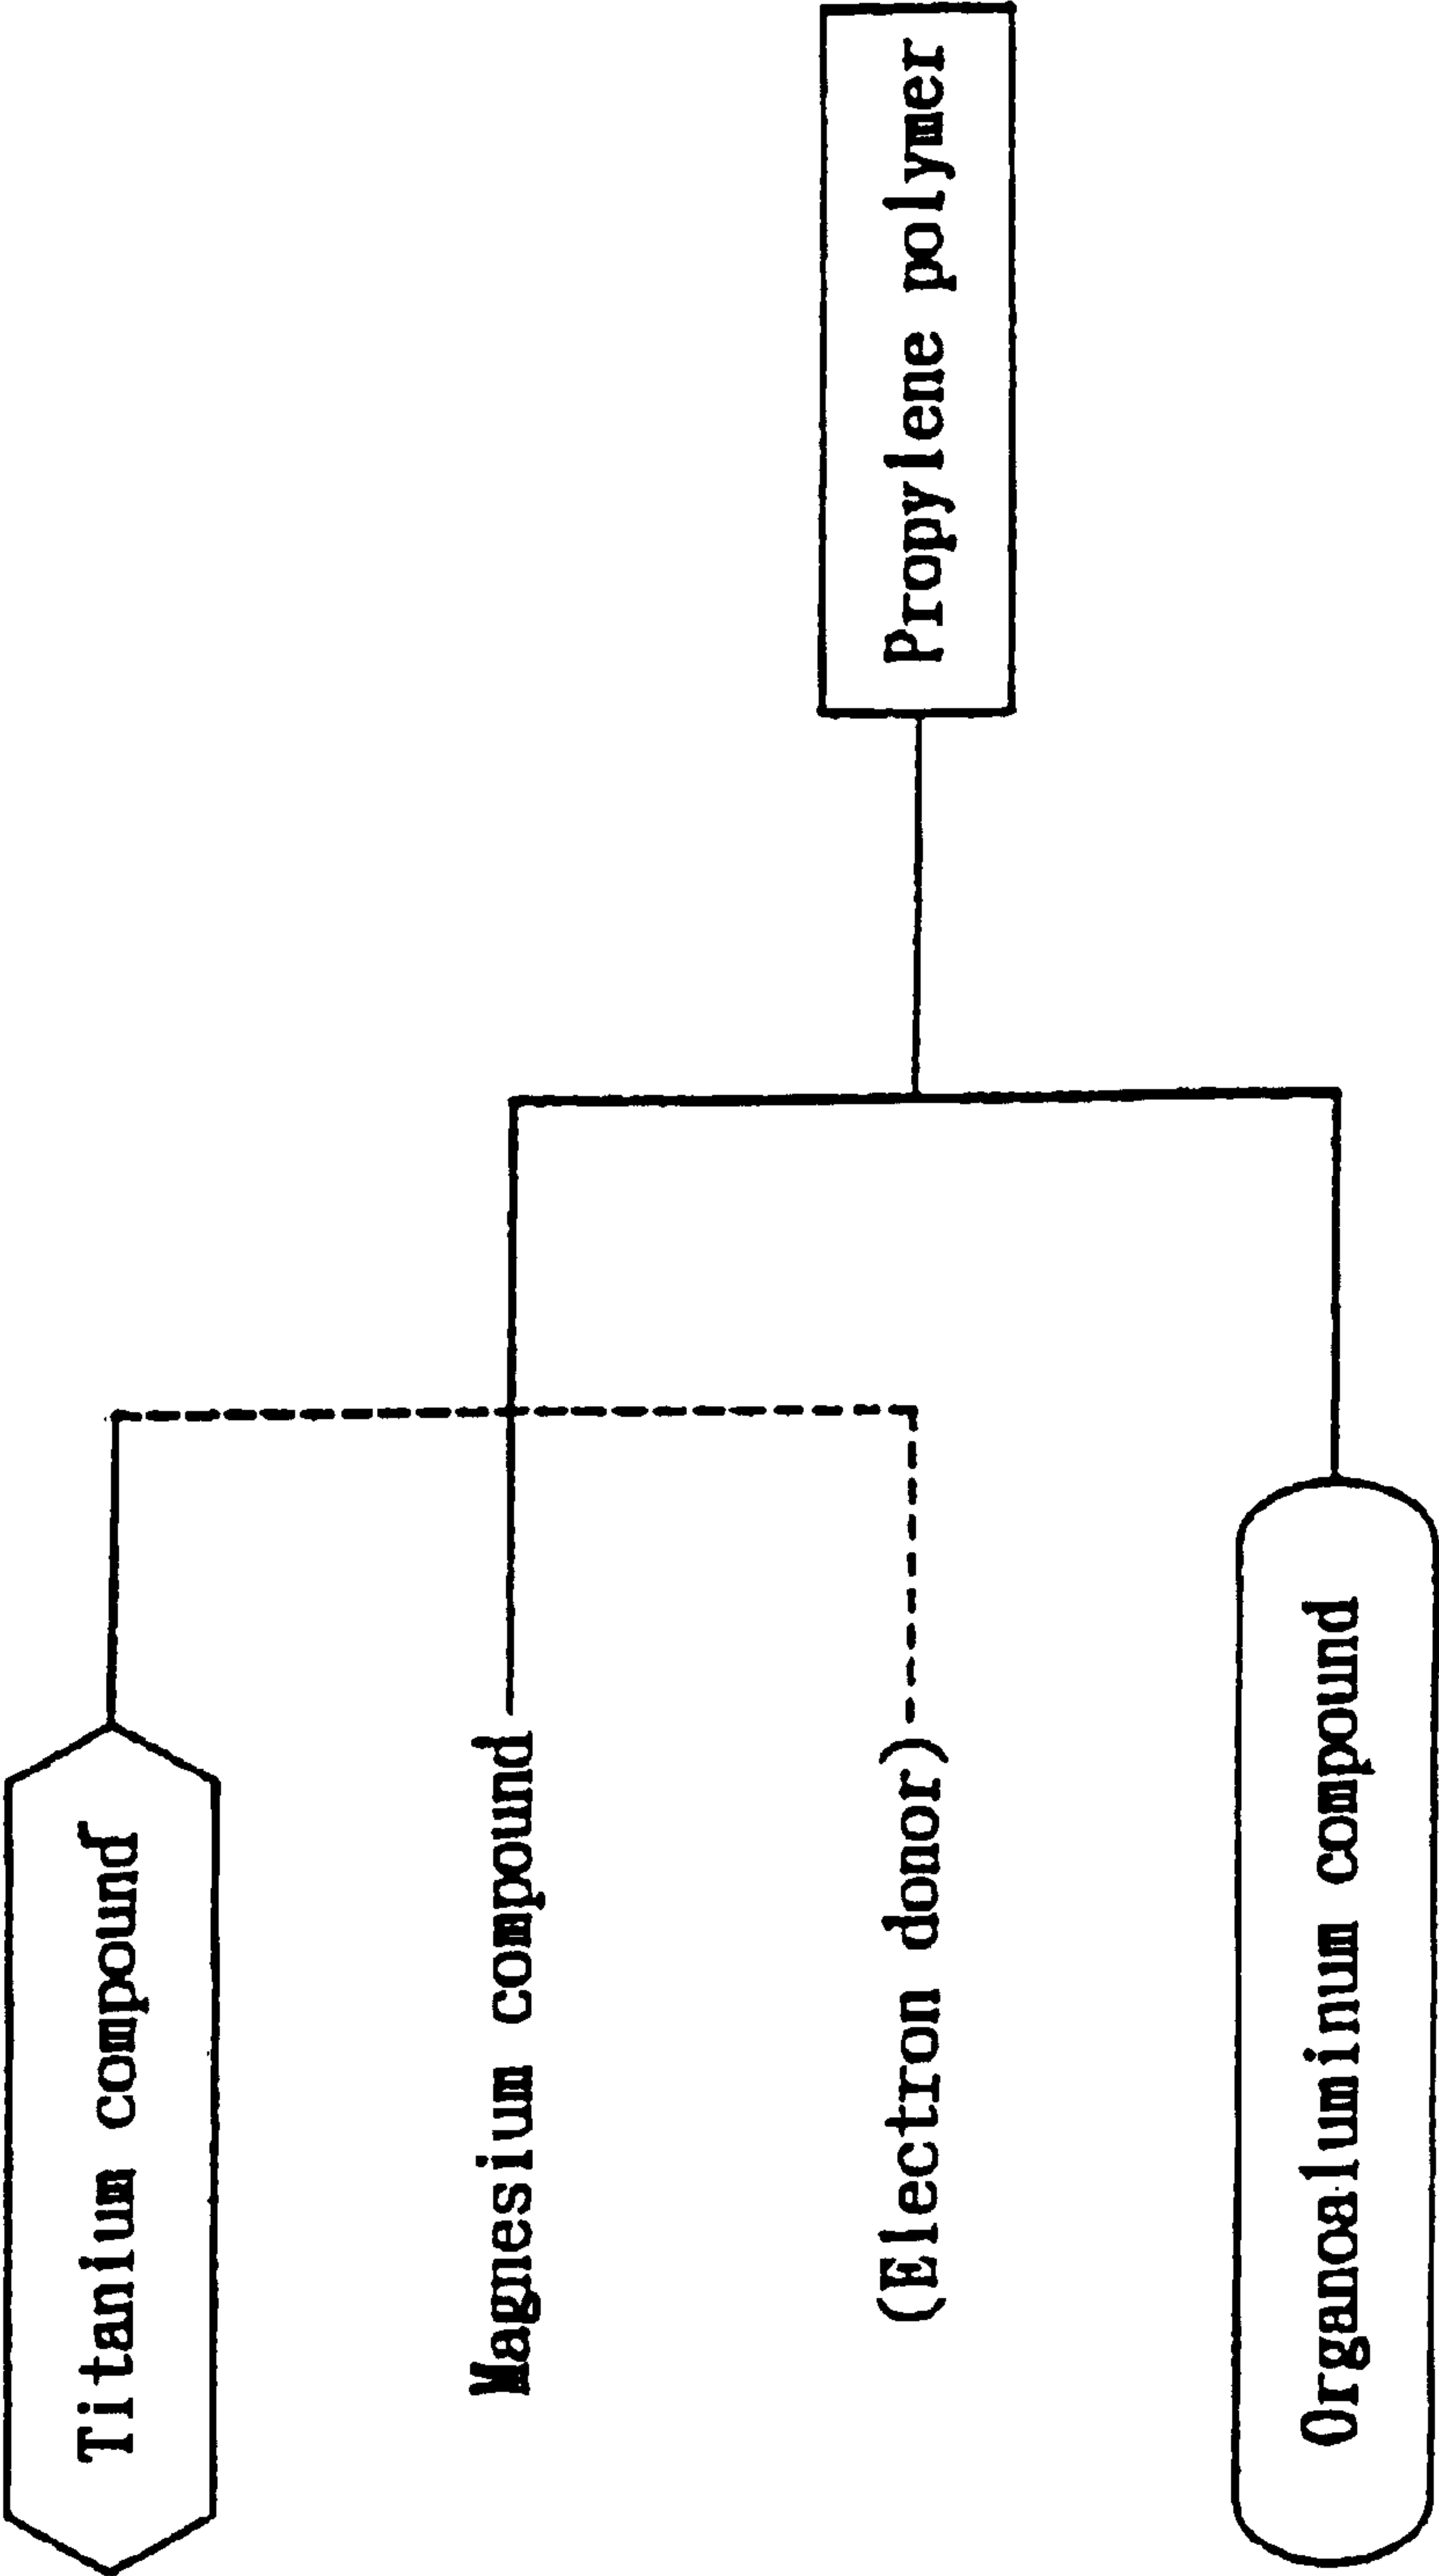 Titanium compound
Magnesium compound
(Electron donor)
Organoaluminum compound
Propylene polymer